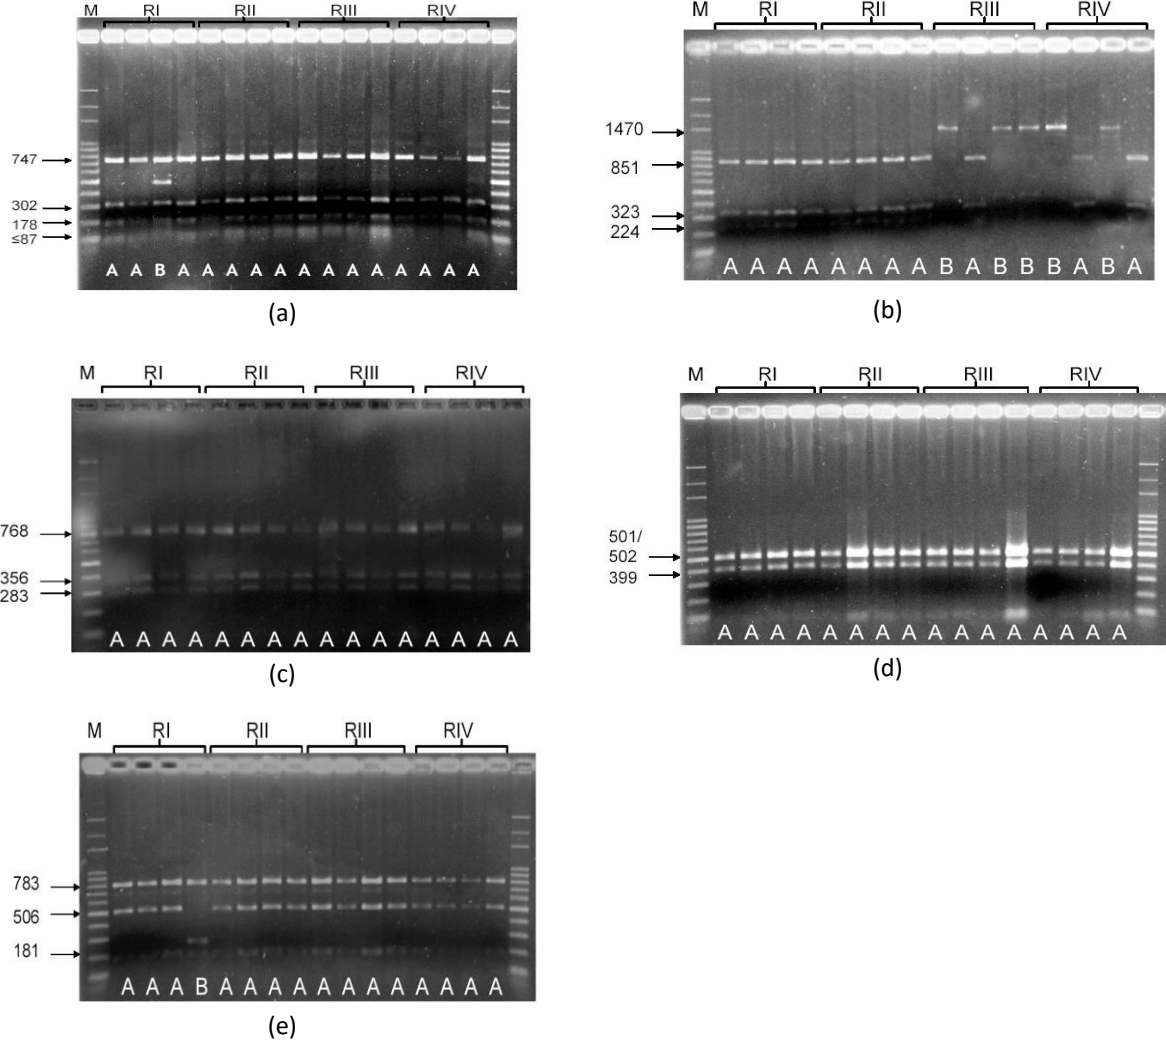 M RI RII RIII RIV
747
302
178
≤87
A A B A A A A A A A A A A A A A
(a)
M RI RII RIII RIV
1470
851
323
224
A A A A A A A A B A B B B A B A
(b)
M RI RII RIII RIV
768
356
283
A A A A A A A A A A A A A A A A
(c)
M RI RII RIII RIV
501/
502
399
A A A A A A A A A A A A A A A A
(d)
M RI RII RIII RIV
783
506
181
A A A B A A A A A A A A A A A A
(e)